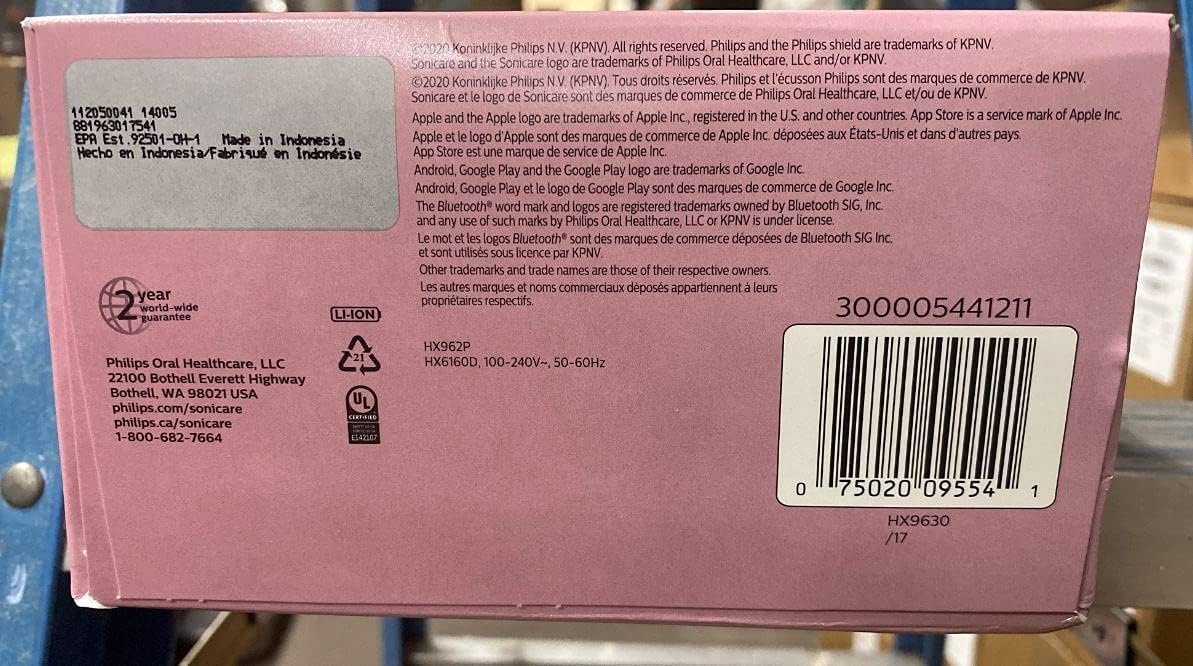 ©2020 Koninklijke Philips N.V. (KPNV). All rights reserved. Philips and the Philips shield are trademarks of KPNV.
Sonicare and the Sonicare logo are trademarks of Philips Oral Healthcare, LLC and/or KPNV.
©2020 Koninklijke Philips N.V. (KPNV). Tous droits réservés. Philips et l'écusson Philips sont des marques de commerce de KPNV.
Sonicare et le logo de Sonicare sont des marques de commerce de Philips Oral Healthcare, LLC et/ou de KPNV.
Apple and the Apple logo are trademarks of Apple Inc., registered in the U.S. and other countries. App Store is a service mark of Apple Inc.
Apple et le logo d'Apple sont des marques de commerce de Apple Inc. déposées aux États-Unis et dans d'autres pays.
App Store est une marque de service de Apple Inc.
Android, Google Play and the Google Play logo are trademarks of Google Inc.
Android, Google Play et le logo de Google Play sont des marques de commerce de Google Inc.
The Bluetooth® word mark and logos are registered trademarks owned by Bluetooth SIG, Inc.
and any use of such marks by Philips Oral Healthcare, LLC or KPNV is under license.
Le mot et les logos Bluetooth® sont des marques de commerce déposées de Bluetooth SIG Inc.
et sont utilisés sous licence par KPNV.
Other trademarks and trade names are those of their respective owners.
Les autres marques et noms commerciaux déposés appartiennent à leurs
propriétaires respectifs.
112050041 14005
881963017541
EPA Est.92501-OH-1 Made in Indonesia
Hecho en Indonesia/Fabriqué en Indonésie
2 year
world-wide
guarantee
Philips Oral Healthcare, LLC
22100 Bothell Everett Highway
Bothell, WA 98021 USA
philips.com/sonicare
philips.ca/sonicare
1-800-682-7664
LI-ION
21
UL
CERTIFIED
E142107
HX962P
HX6160D, 100-240V~, 50-60Hz
300005441211
0 75020 09554 1
HX9630
/17